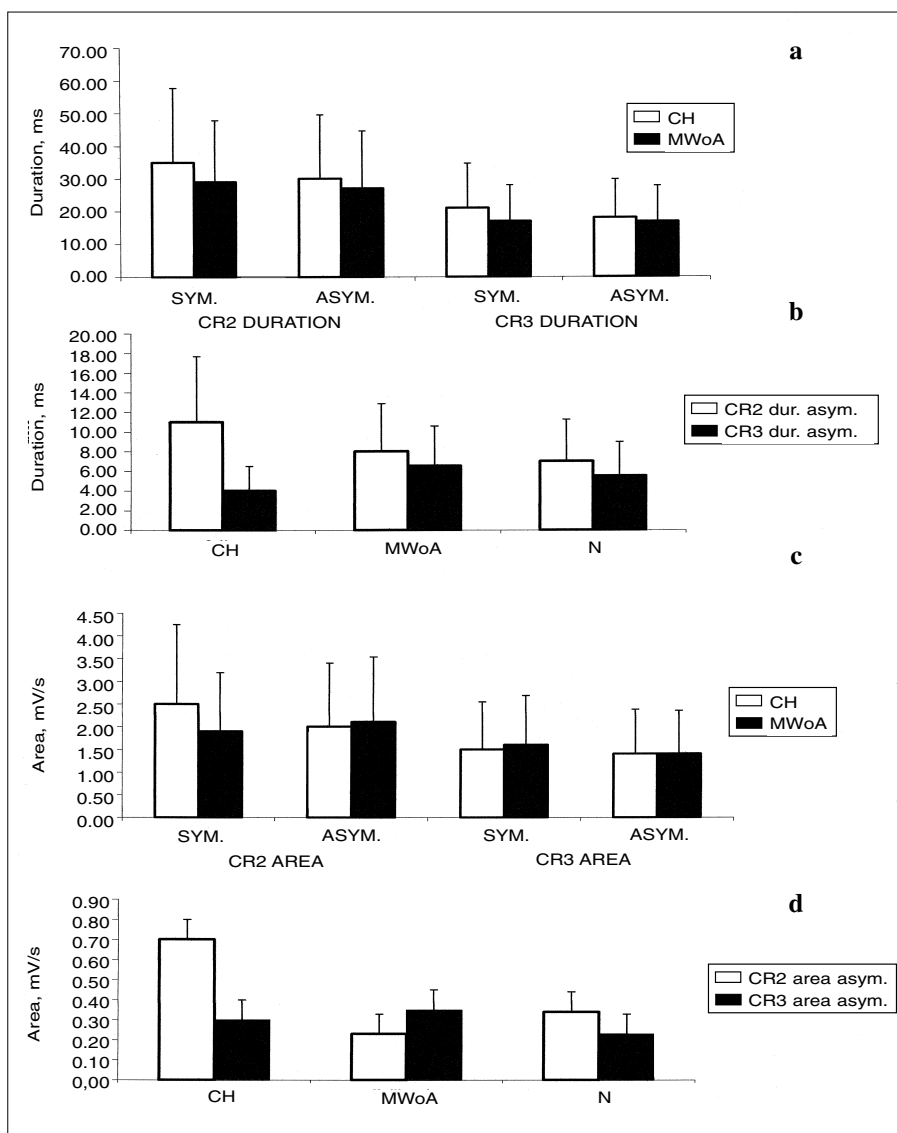 a
70.00
60.00
50.00
40.00
30.00
20.00
10.00
0.00
Duration, ms
CH
MWoA
SYM. ASYM. SYM. ASYM.
CR2 DURATION CR3 DURATION
b
20.00
18.00
16.00
14.00
12.00
10.00
8.00
6.00
4.00
2.00
0.00
Duration, ms
CR2 dur. asym.
CR3 dur. asym.
CH MWoA N
c
4.50
4.00
3.50
3.00
2.50
2.00
1.50
1.00
0.50
0.00
Area, mV/s
CH
MWoA
SYM. ASYM. SYM. ASYM.
CR2 AREA CR3 AREA
d
0.90
0.80
0.70
0.60
0.50
0.40
0.30
0.20
0.10
0,00
Area, mV/s
CR2 area asym.
CR3 area asym.
CH MWoA N